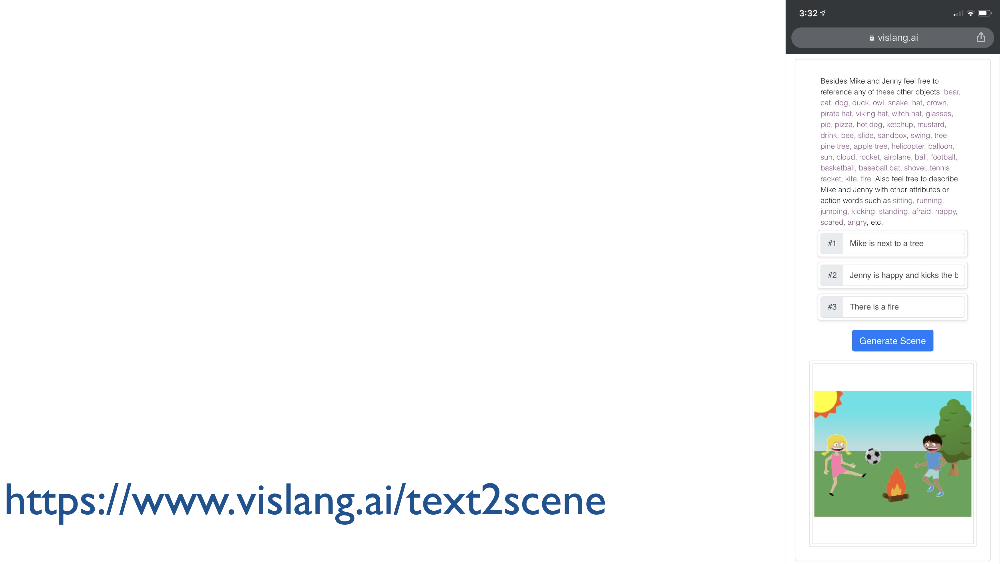 3:32
vislang.ai
Besides Mike and Jenny feel free to
reference any of these other objects: bear,
cat, dog, duck, owl, snake, hat, crown,
pirate hat, viking hat, witch hat, glasses,
pie, pizza, hot dog, ketchup, mustard,
drink, bee, slide, sandbox, swing, tree,
pine tree, apple tree, helicopter, balloon,
sun, cloud, rocket, airplane, ball, football,
basketball, baseball bat, shovel, tennis
racket, kite, fire. Also feel free to describe
Mike and Jenny with other attributes or
action words such as sitting, running,
jumping, kicking, standing, afraid, happy,
scared, angry, etc.
#1 Mike is next to a tree
#2 Jenny is happy and kicks the b
#3 There is a fire
Generate Scene
https://www.vislang.ai/text2scene